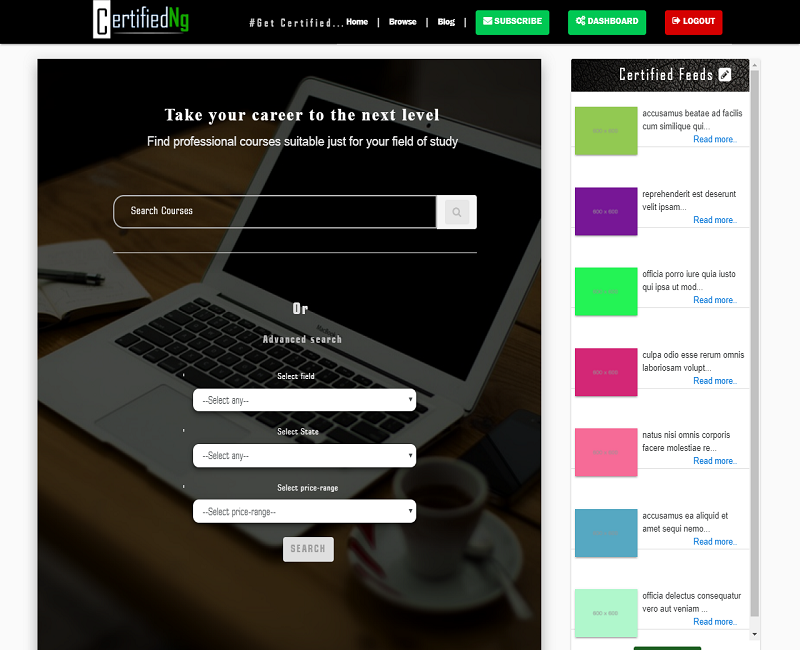 CertifiedNg
#Get Certified...
Home | Browse | Blog |
SUBSCRIBE
DASHBOARD
LOGOUT
Take your career to the next level
Find professional courses suitable just for your field of study
Search Courses
Or
Advanced search
Select field
--Select any--
Select State
--Select any--
Select price-range
--Select price-range--
SEARCH
MacBook
Certified Feeds
accusamus beatae ad facilis
cum similique qui...
Read more..
600 x 600
reprehenderit est deserunt
velit ipsam...
Read more..
600 x 600
officia porro iure quia iusto
qui ipsa ut mod...
Read more..
600 x 600
culpa odio esse rerum omnis
laboriosam volupt...
Read more..
600 x 600
natus nisi omnis corporis
facere molestiae re...
Read more..
accusamus ea aliquid et
amet sequi nemo...
Read more..
officia delectus consequatur
vero aut veniam ...
Read more..
600 x 600